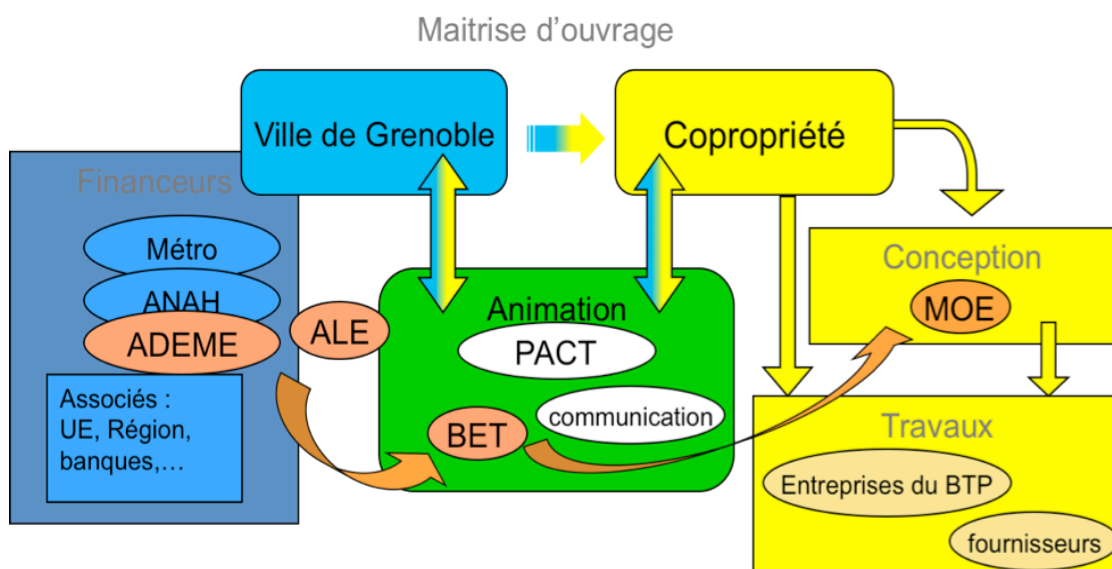 Maitrise d'ouvrage
Ville de Grenoble
Copropriété
Financeurs
Métro
ANAH
ADEME
ALE
Associés :
UE, Région,
banques,...
Animation
PACT
communication
BET
Conception
MOE
Travaux
Entreprises du BTP
fournisseurs